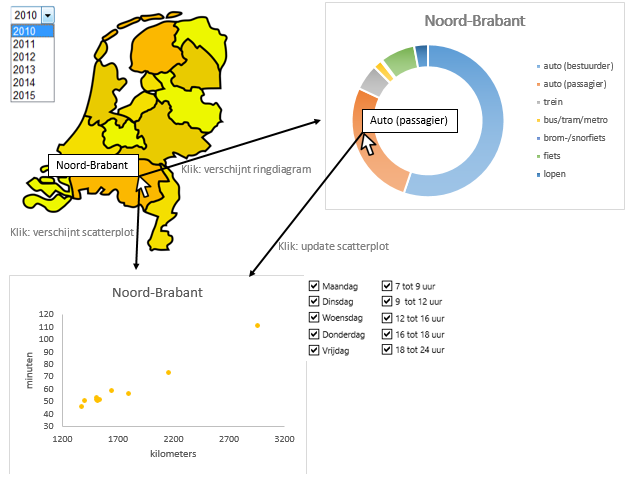 2010
2010
2011
2012
2013
2014
2015
Noord-Brabant
Klik: verschijnt ringdiagram
Klik: verschijnt scatterplot
Noord-Brabant
Auto (passagier)
auto (bestuurder)
auto (passagier)
trein
bus/tram/metro
brom-/snorfiets
fiets
lopen
Klik: update scatterplot
Noord-Brabant
minuten
120
110
100
90
80
70
60
50
40
30
1200 1700 2200 2700 3200
kilometers
Maandag 7 tot 9 uur
Dinsdag 9 tot 12 uur
Woensdag 12 tot 16 uur
Donderdag 16 tot 18 uur
Vrijdag 18 tot 24 uur